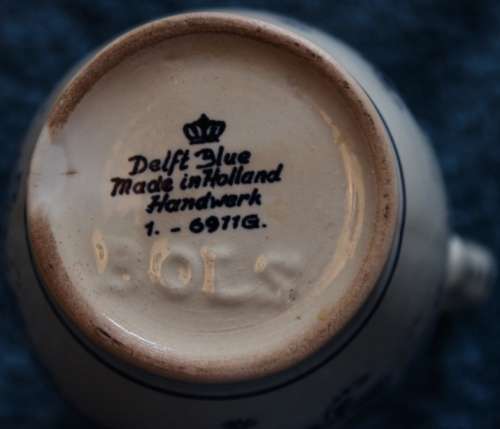 Delft Blue
Made in Holland
Handwerk
1. - 6911G.
BOLS